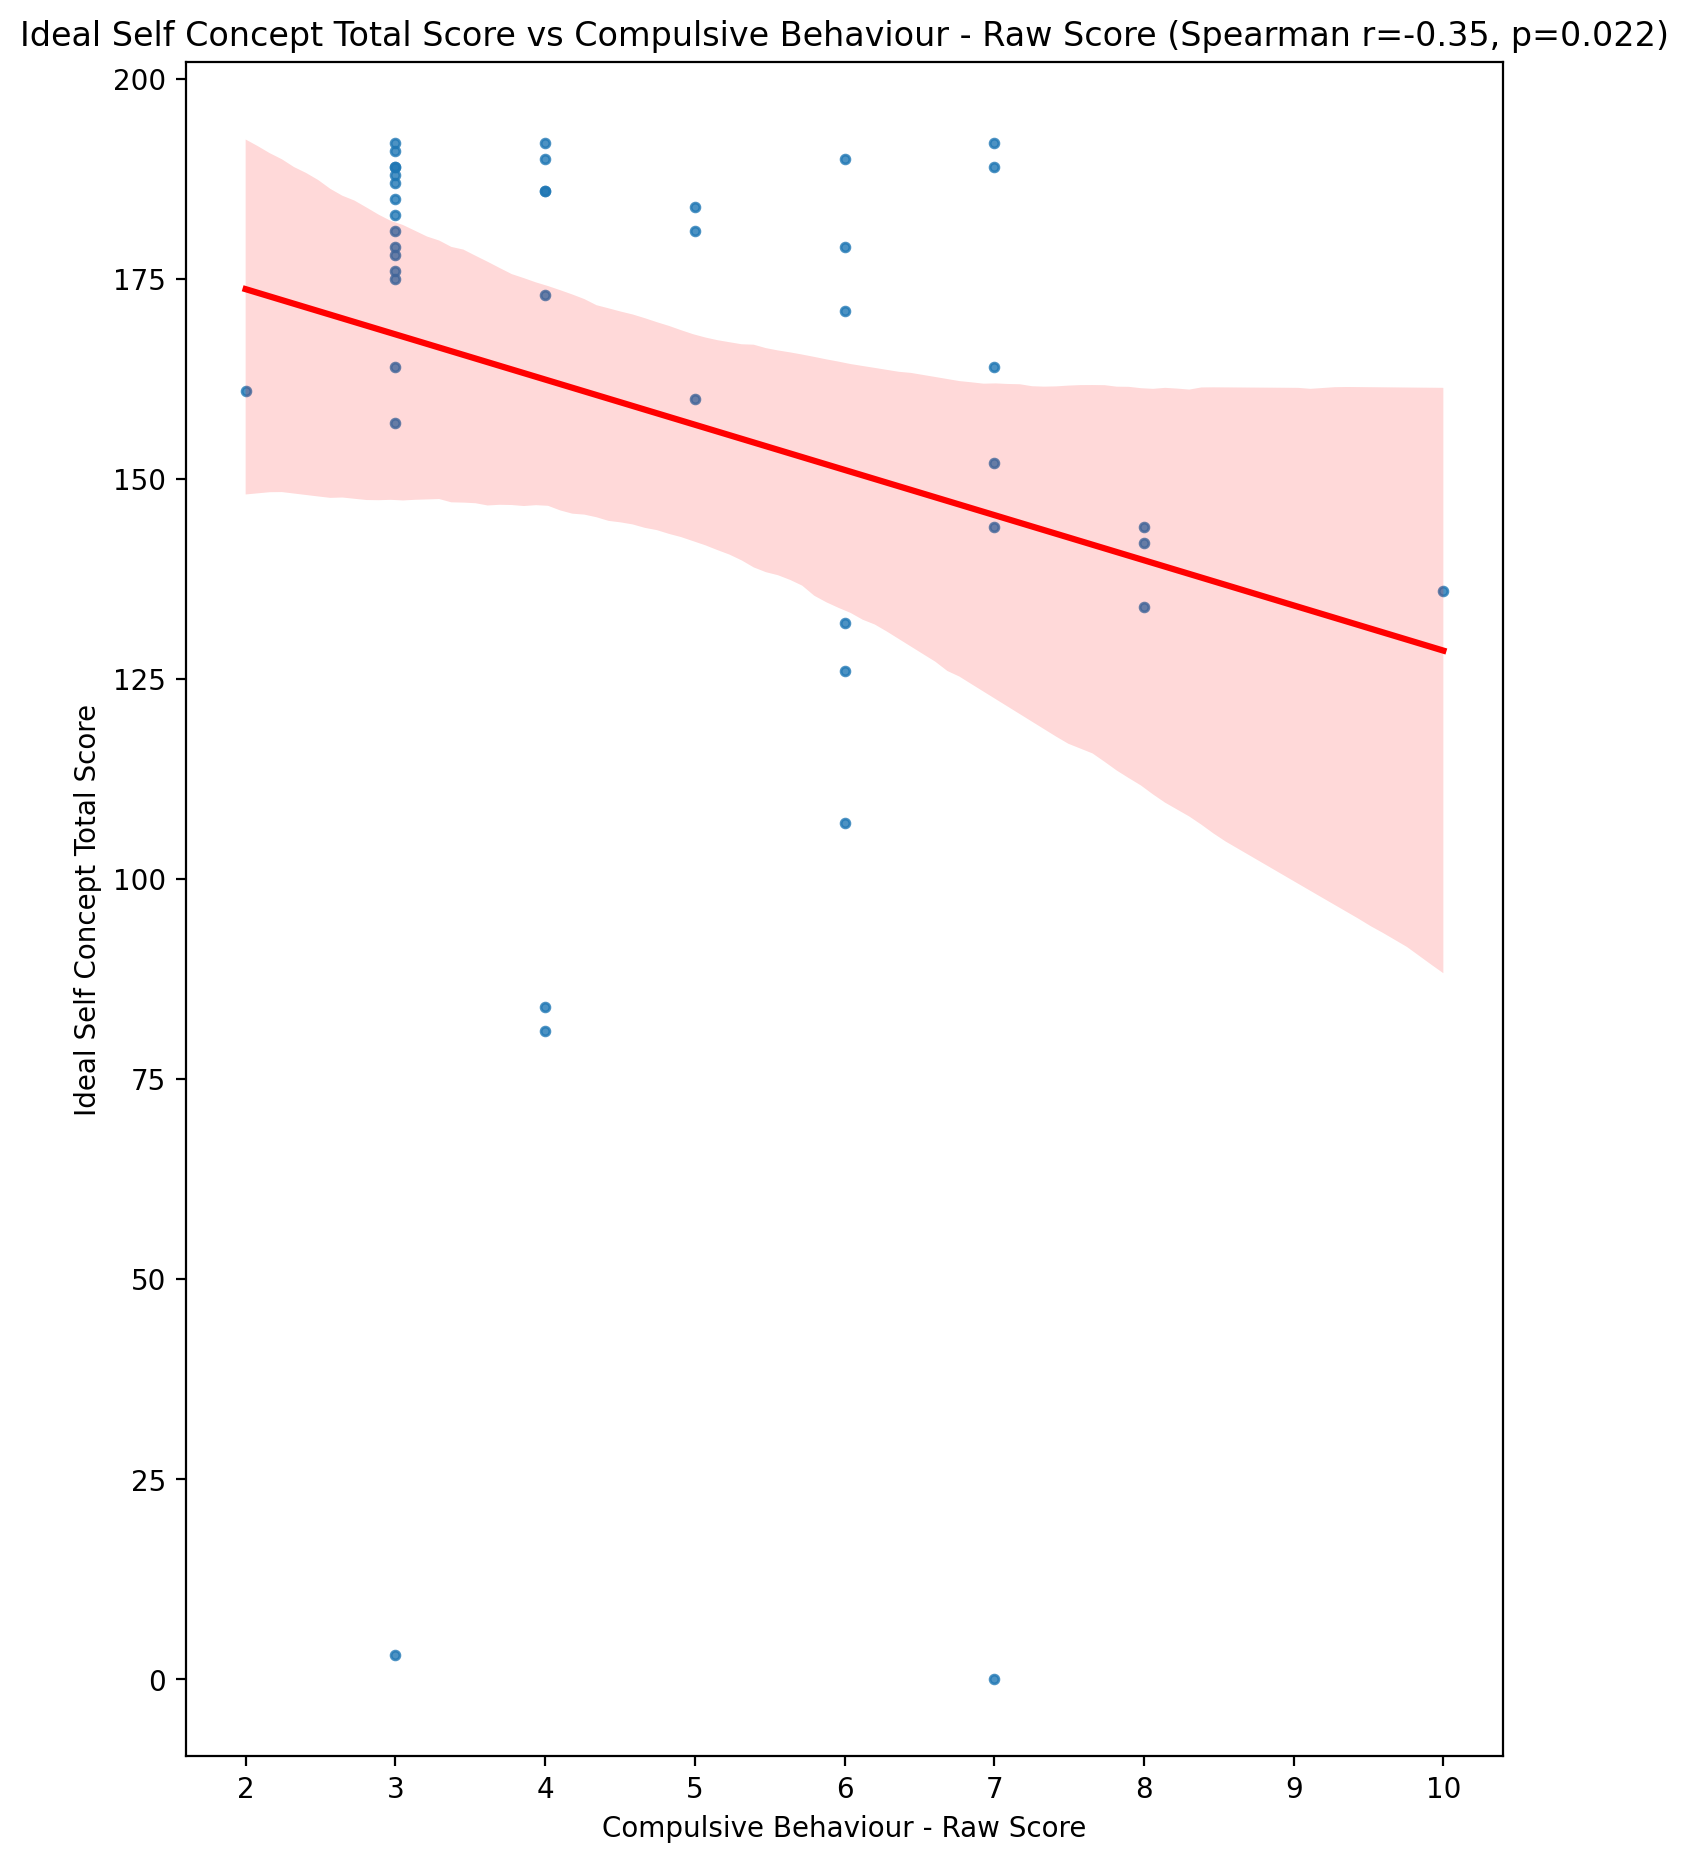 Ideal Self Concept Total Score vs Compulsive Behaviour - Raw Score (Spearman r=-0.35, p=0.022)
200
175
150
125
100
75
50
25
0
Ideal Self Concept Total Score
2 3 4 5 6 7 8 9 10
Compulsive Behaviour - Raw Score